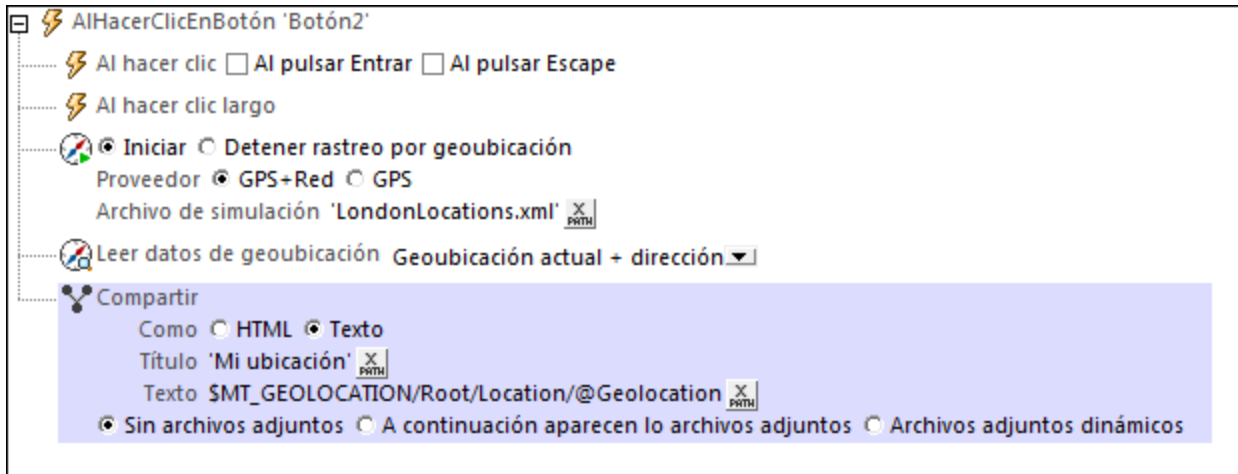 AlHacerClicEnBotón 'Botón2'
Al hacer clic Al pulsar Entrar Al pulsar Escape
Al hacer clic largo
Iniciar Detener rastreo por geoubicación
Proveedor GPS+Red GPS
Archivo de simulación 'LondonLocations.xml' X PATH
Leer datos de geoubicación Geoubicación actual + dirección
Compartir
Como HTML Texto
Título 'Mi ubicación' X PATH
Texto $MT_GEOLOCATION/Root/Location/@Geolocation X PATH
Sin archivos adjuntos A continuación aparecen lo archivos adjuntos Archivos adjuntos dinámicos